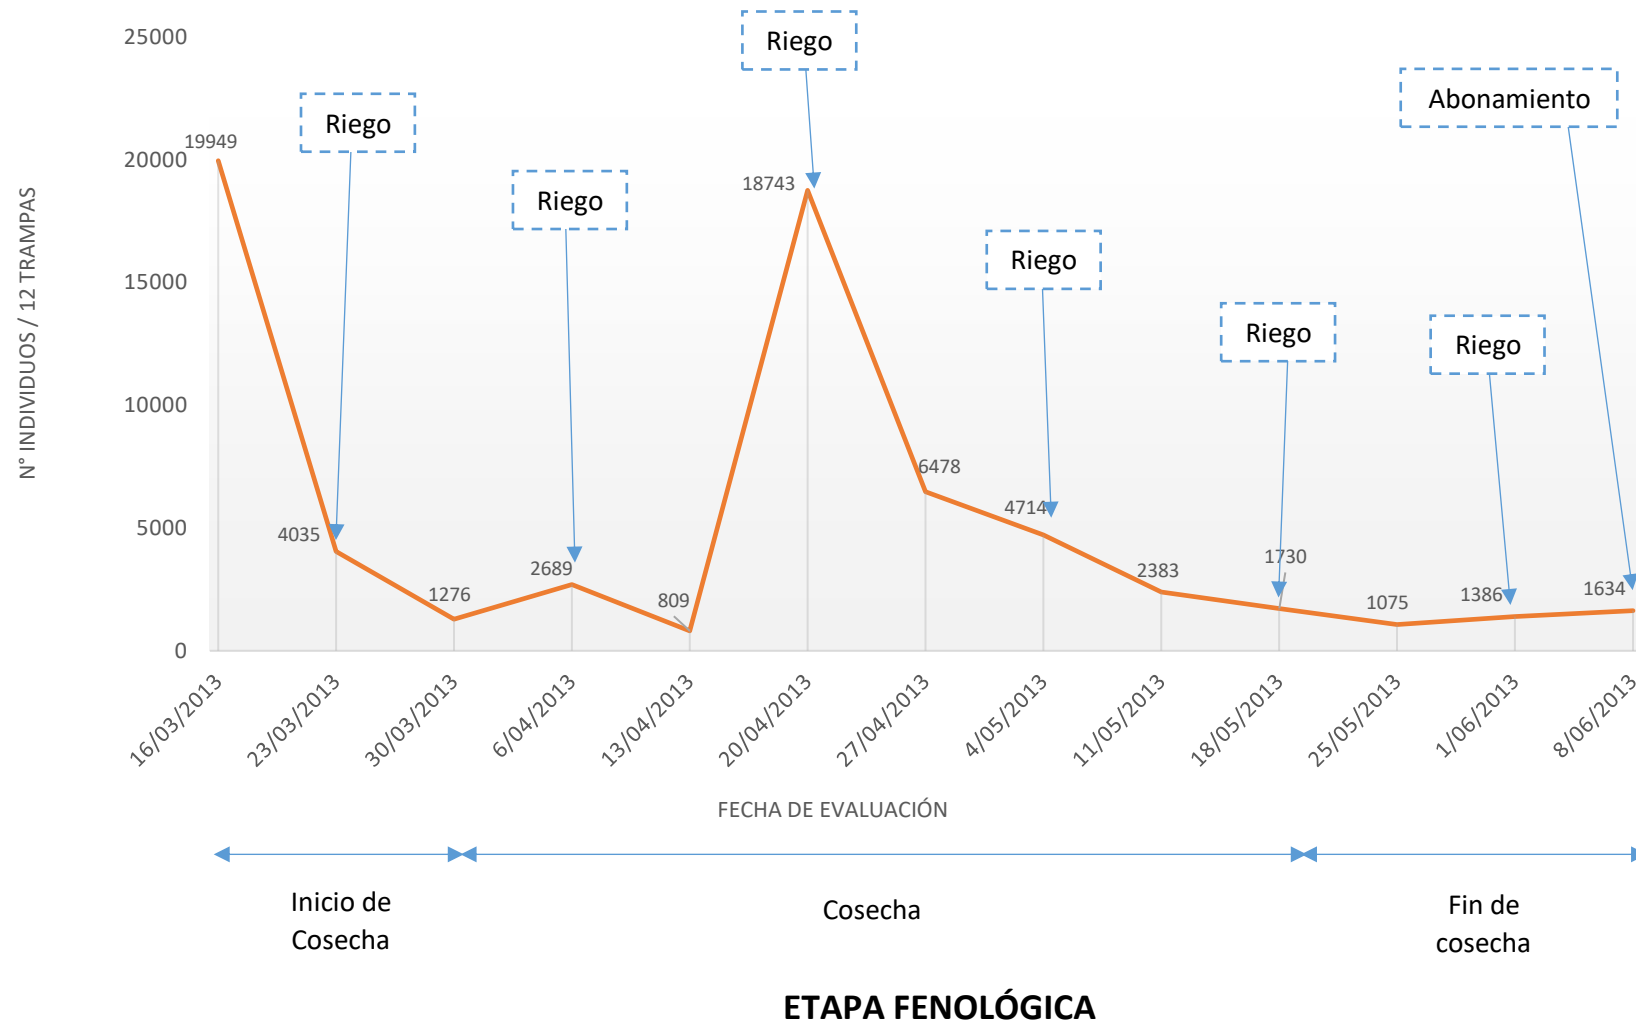 25000
20000
15000
10000
5000
0
N° INDIVIDUOS / 12 TRAMPAS
Riego
Riego
Riego
Riego
Riego
Riego
Abonamiento
19949
4035
1276
2689
809
18743
6478
4714
2383
1730
1075
1386
1634
16/03/2013
23/03/2013
30/03/2013
6/04/2013
13/04/2013
20/04/2013
27/04/2013
4/05/2013
11/05/2013
18/05/2013
25/05/2013
1/06/2013
8/06/2013
FECHA DE EVALUACIÓN
Inicio de
Cosecha
Cosecha
Fin de
cosecha
ETAPA FENOLÓGICA